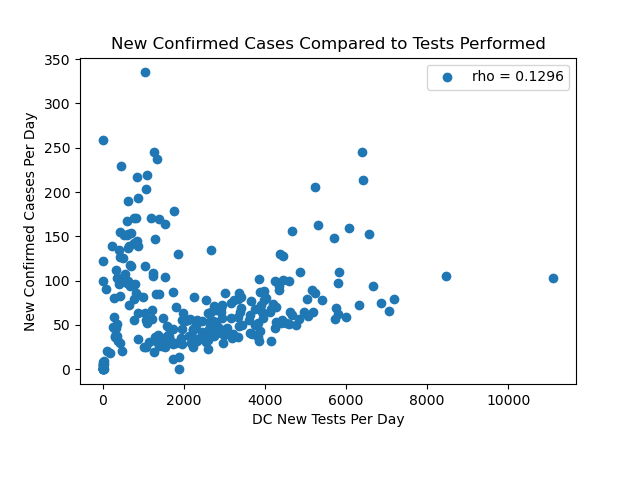 New Confirmed Cases Compared to Tests Performed
rho = 0.1296
350
300
250
200
150
100
50
0
New Confirmed Caeses Per Day
0 2000 4000 6000 8000 10000
DC New Tests Per Day